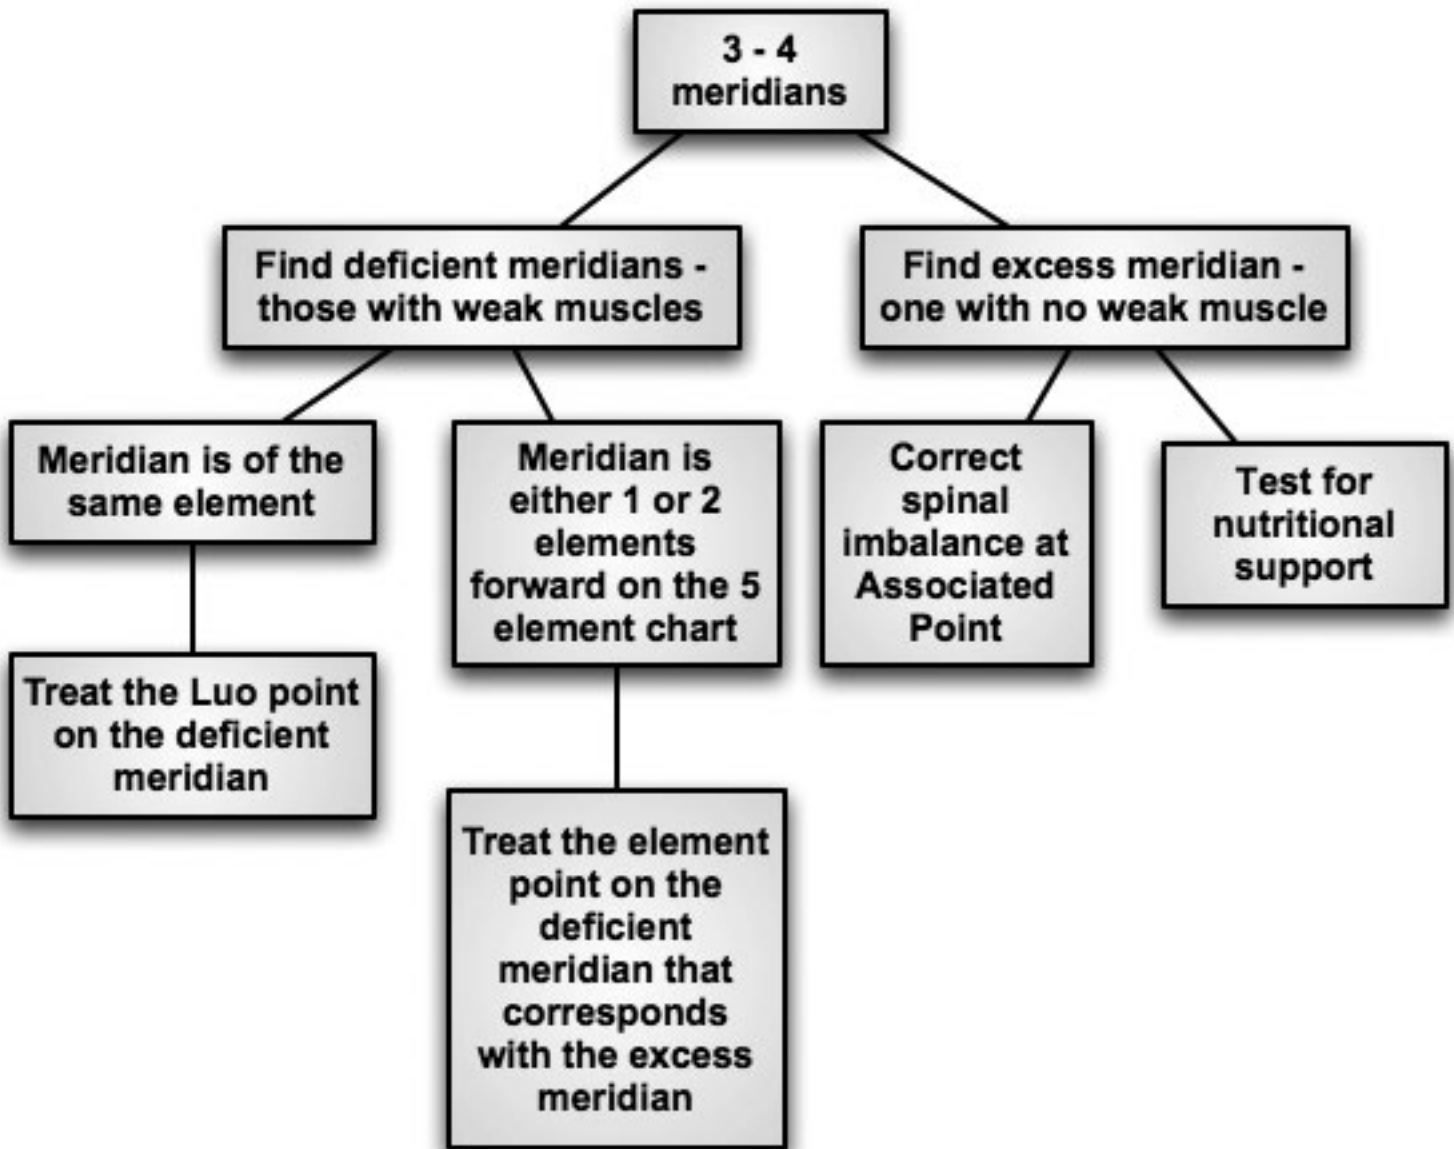 3 - 4
meridians
Find deficient meridians -
those with weak muscles
Find excess meridian -
one with no weak muscle
Meridian is of the
same element
Meridian is
either 1 or 2
elements
forward on the 5
element chart
Correct
spinal
imbalance at
Associated
Point
Test for
nutritional
support
Treat the Luo point
on the deficient
meridian
Treat the element
point on the
deficient
meridian that
corresponds
with the excess
meridian